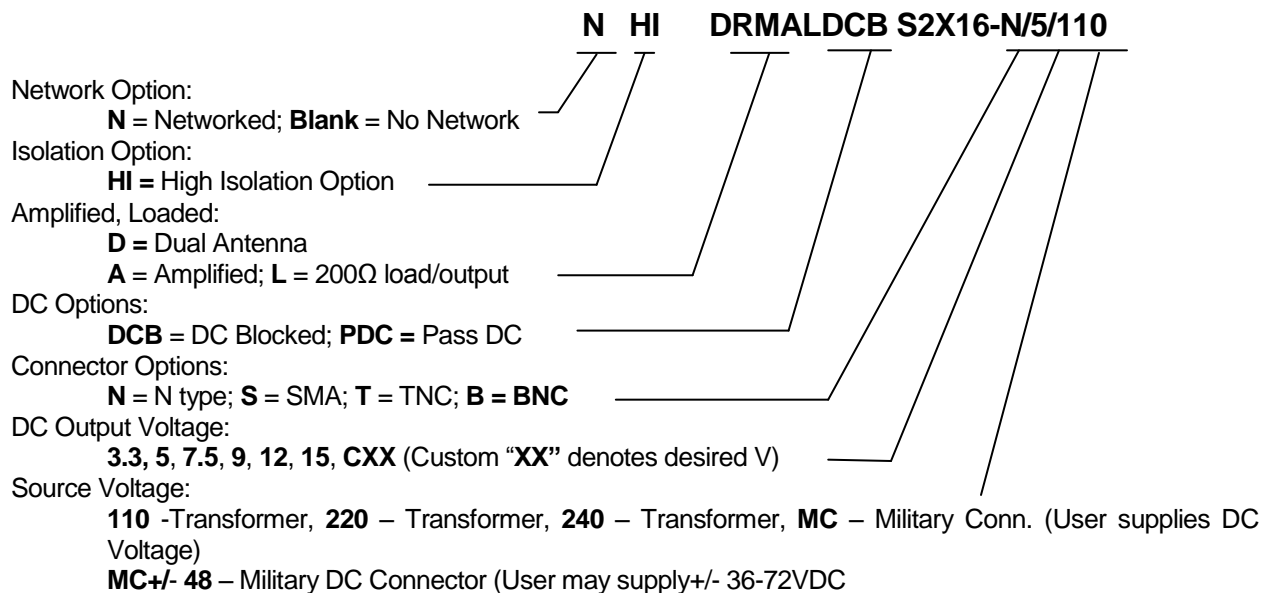 N HI DRMALDCB S2X16-N/5/110
Network Option:
N = Networked; Blank = No Network
Isolation Option:
HI = High Isolation Option
Amplified, Loaded:
D = Dual Antenna
A = Amplified; L = 200Ω load/output
DC Options:
DCB = DC Blocked; PDC = Pass DC
Connector Options:
N = N type; S = SMA; T = TNC; B = BNC
DC Output Voltage:
3.3, 5, 7.5, 9, 12, 15, CXX (Custom “XX” denotes desired V)
Source Voltage:
110 -Transformer, 220 – Transformer, 240 – Transformer, MC – Military Conn. (User supplies DC
Voltage)
MC+/- 48 – Military DC Connector (User may supply+/- 36-72VDC